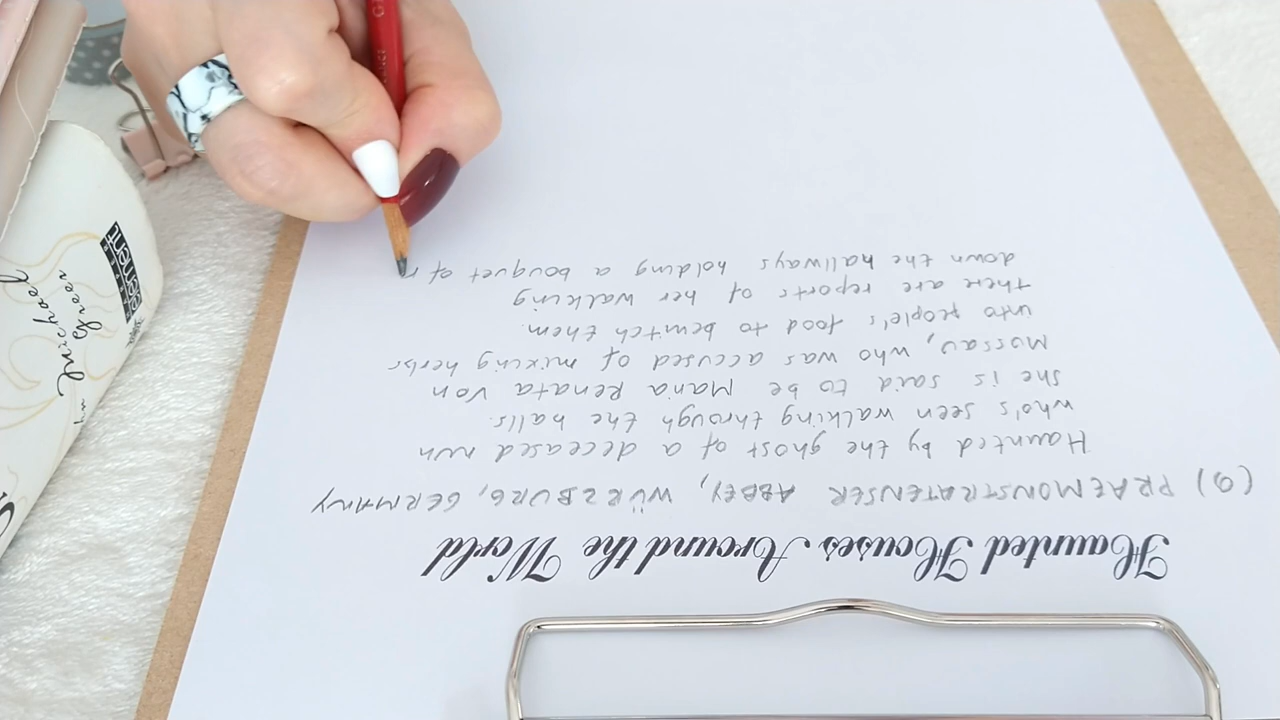 Haunted Houses Around the World
(9) PRAEMONSTRATENSER ABBEY, WÜRZBURG, GERMANY
Haunted by the ghost of a deceased nun
who's seen walking through the halls.
She is said to be Maria Renata von
Mossau, who was accused of mixing herbs
into people's food to bewitch them.
There are reports of her walking
down the hallways holding a bouquet of r
Michael
Green